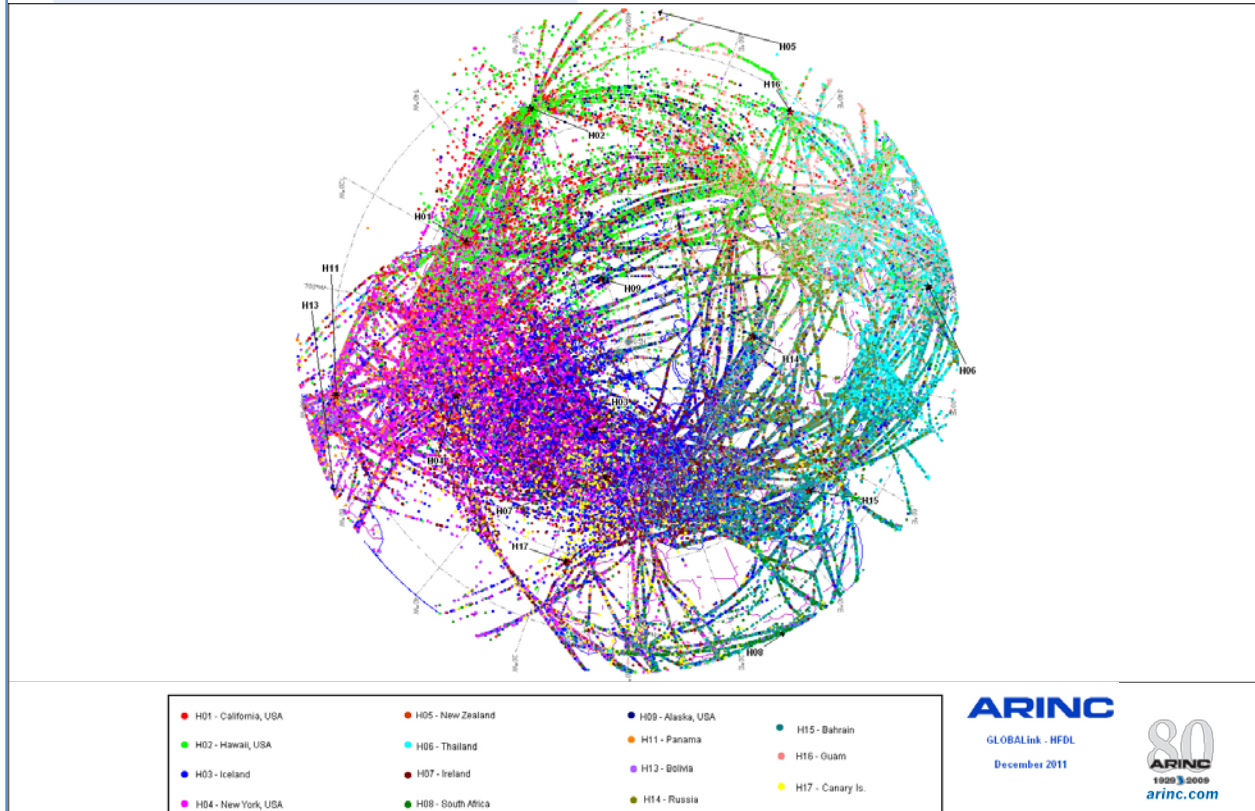 H05
H16
H02
H01
H11
H09
H13
H14
H06
H03
H04
H07
H15
H17
H08
H01 - California, USA
H02 - Hawaii, USA
H03 - Iceland
H04 - New York, USA
H05 - New Zealand
H06 - Thailand
H07 - Ireland
H08 - South Africa
H09 - Alaska, USA
H11 - Panama
H13 - Bolivia
H14 - Russia
H15 - Bahrain
H16 - Guam
H17 - Canary Is.
ARINC
GLOBALink - HFDL
December 2011
80
ARINC
1929 2009
arinc.com